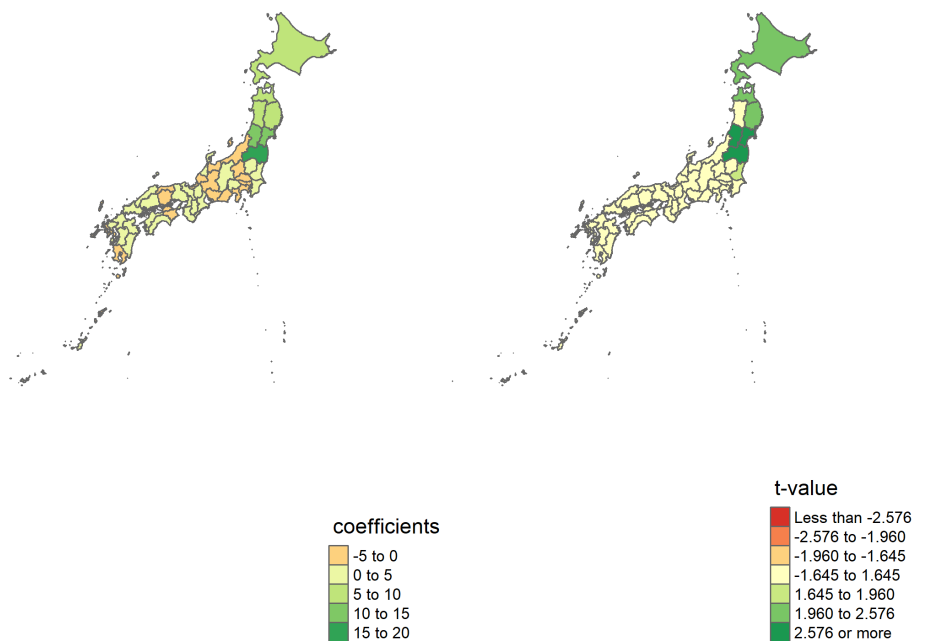 coefficients
-5 to 0
0 to 5
5 to 10
10 to 15
15 to 20
t-value
Less than -2.576
-2.576 to -1.960
-1.960 to -1.645
-1.645 to 1.645
1.645 to 1.960
1.960 to 2.576
2.576 or more